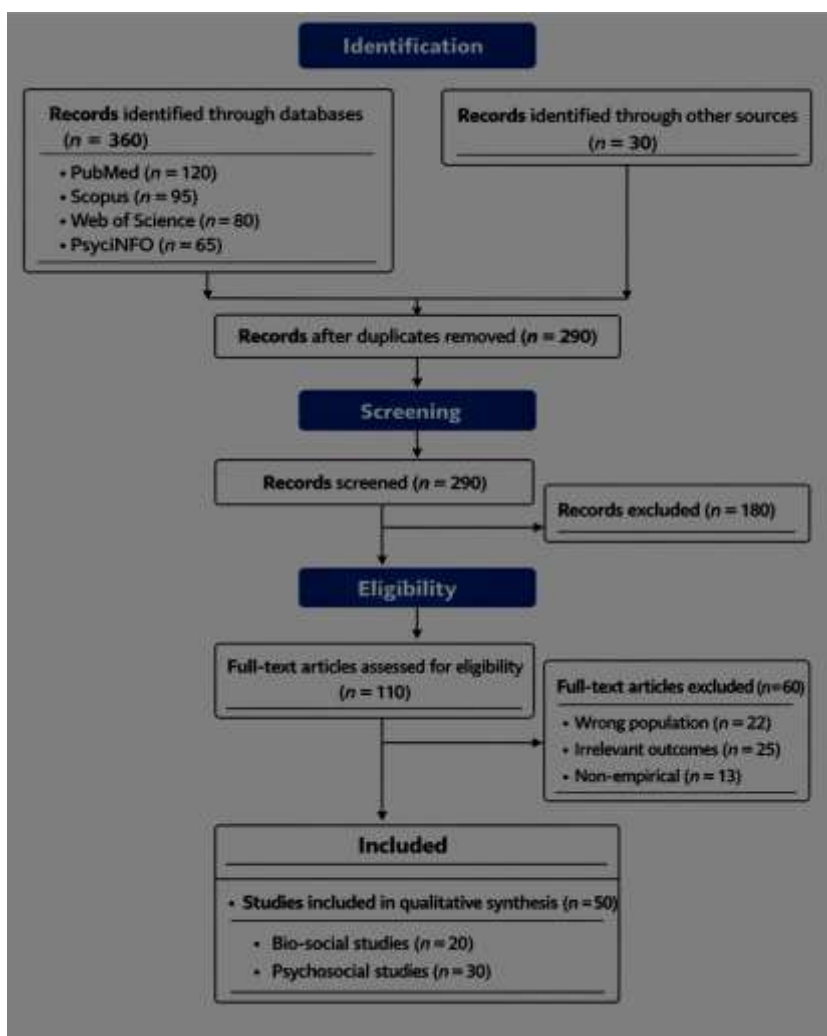 Identification
Records identified through databases
(n = 360)
• PubMed (n = 120)
• Scopus (n = 95)
• Web of Science (n = 80)
• PsyciNFO (n = 65)
Records identified through other sources
(n = 30)
Records after duplicates removed (n = 290)
Screening
Records screened (n = 290)
Records excluded (n = 180)
Eligibility
Full-text articles assessed for eligibility
(n = 110)
Full-text articles excluded (n=60)
• Wrong population (n = 22)
• Irrelevant outcomes (n = 25)
• Non-empirical (n = 13)
Included
• Studies included in qualitative synthesis (n = 50)
• Bio-social studies (n = 20)
• Psychosocial studies (n = 30)